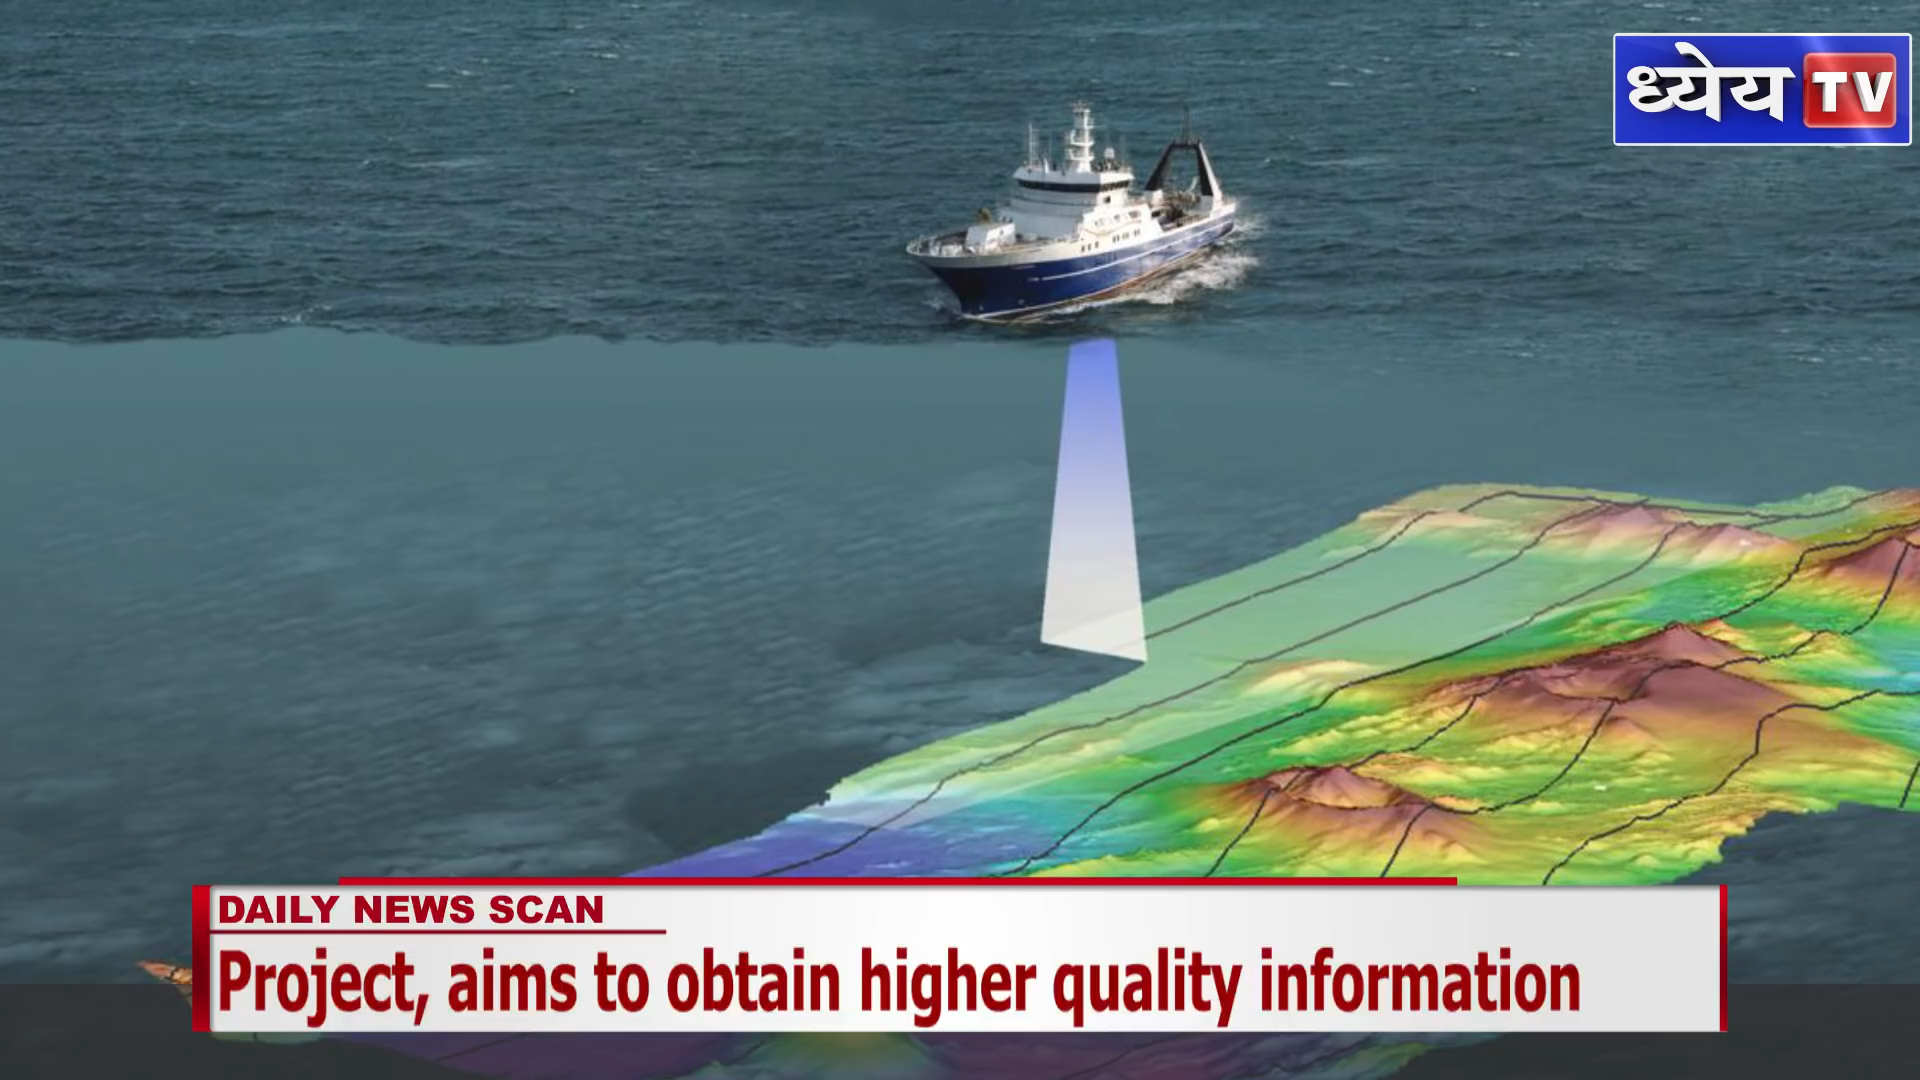 ध्येय TV
DAILY NEWS SCAN
Project, aims to obtain higher quality information